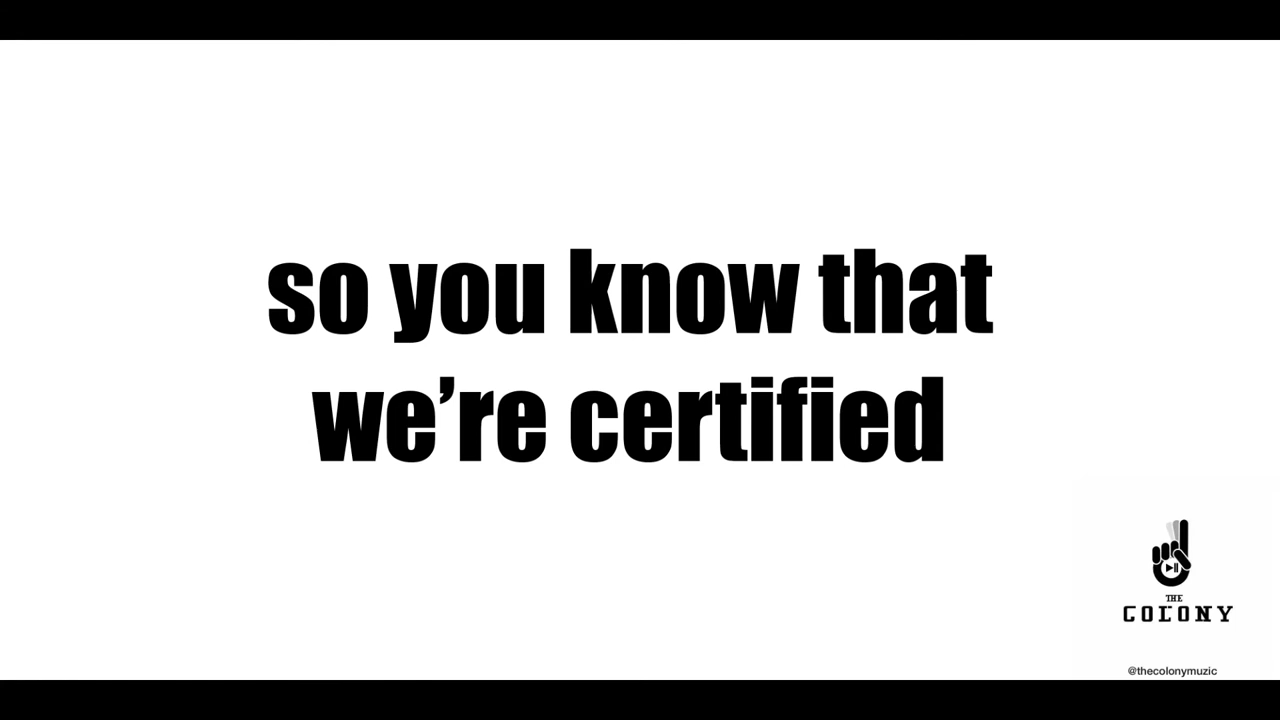 so you know that
we’re certified
THE
COLONY
@thecolonymuzic